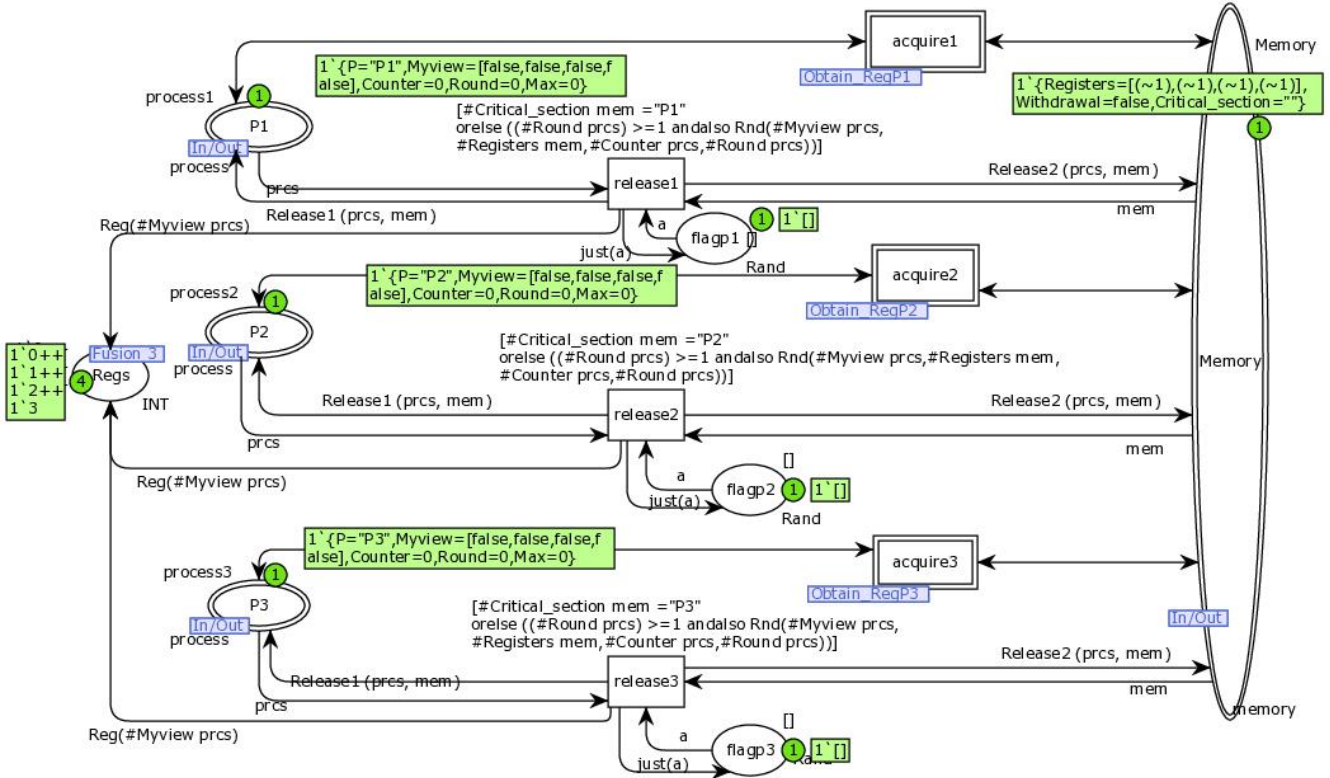 acquire1
Memory
Obtain_RegP1
1`{P="P1",Myview=[false,false,false,f
alse],Counter=0,Round=0,Max=0}
1`{Registers=[(~1),(~1),(~1),(~1)],
Withdrawal=false,Critical_section=""}
1
process1
1
P1
In/Out
process
[#Critical_section mem ="P1"
orelse ((#Round prcs) >=1 andalso Rnd(#Myview prcs,
#Registers mem,#Counter prcs,#Round prcs))]
prcs
release1
Release2 (prcs, mem)
Release1 (prcs, mem)
mem
Reg(#Myview prcs)
a
flagp1
[]
1
1`[]
just(a)
Rand
acquire2
Obtain_RegP2
1`{P="P2",Myview=[false,false,false,f
alse],Counter=0,Round=0,Max=0}
process2
1
P2
In/Out
process
[#Critical_section mem ="P2"
orelse ((#Round prcs) >=1 andalso Rnd(#Myview prcs,#Registers mem,
#Counter prcs,#Round prcs))]
Memory
Fusion_3
Regs
4
INT
1`0++
1`1++
1`2++
1`3
Release1 (prcs, mem)
release2
Release2 (prcs, mem)
prcs
mem
Reg(#Myview prcs)
[]
a
flagp2
1
1`[]
just(a)
Rand
1`{P="P3",Myview=[false,false,false,f
alse],Counter=0,Round=0,Max=0}
acquire3
Obtain_RegP3
process3
1
P3
In/Out
process
[#Critical_section mem ="P3"
orelse ((#Round prcs) >=1 andalso Rnd(#Myview prcs,
#Registers mem,#Counter prcs,#Round prcs))]
In/Out
Release1 (prcs, mem)
release3
Release2 (prcs, mem)
prcs
mem
memory
Reg(#Myview prcs)
[]
a
flagp3
1
1`[]
just(a)